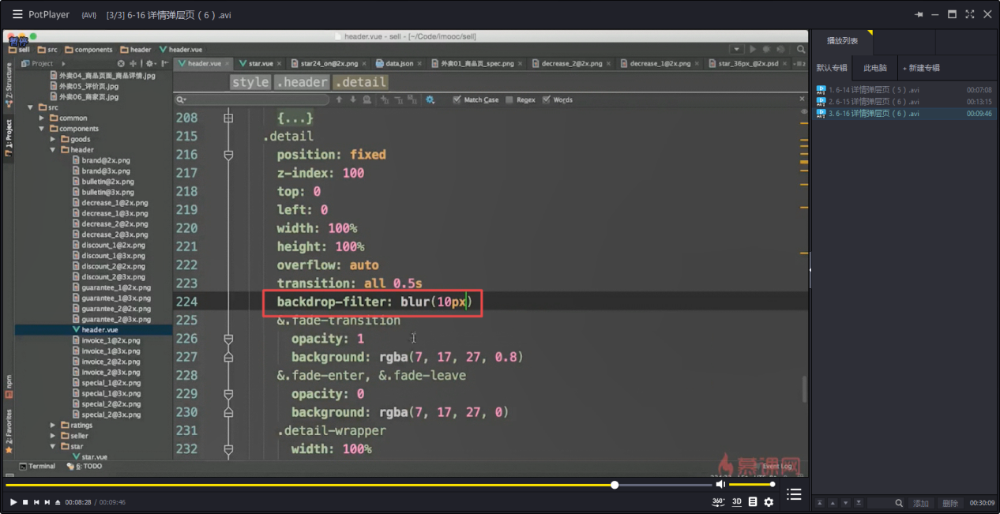 PotPlayer
(AVI)
[3/3] 6-16 详情弹层页（6）.avi
暂停
header.vue - sell - [~/Code/imooc/sell]
sell
src
components
header
header.vue
Project
header.vue
star.vue
star24_on@2x.png
data.json
外卖01_商品页_spec.png
decrease_2@2x.png
decrease_1@2x.png
star_36px_@2x.psd
style .header .detail
Match Case
Regex
Words
Z: Structure
1: Project
npm
2: Favorites
外卖04_商品页面_商品详情.jpg
外卖05_评价页.jpg
外卖06_商家页.jpg
src
common
components
goods
header
brand@2x.png
brand@3x.png
bulletin@2x.png
bulletin@3x.png
decrease_1@2x.png
decrease_1@3x.png
decrease_2@2x.png
decrease_2@3x.png
discount_1@2x.png
discount_1@3x.png
discount_2@2x.png
discount_2@3x.png
guarantee_1@2x.png
guarantee_1@3x.png
guarantee_2@2x.png
guarantee_2@3x.png
header.vue
invoice_1@2x.png
invoice_1@3x.png
invoice_2@2x.png
invoice_2@3x.png
special_1@2x.png
special_1@3x.png
special_2@2x.png
special_2@3x.png
ratings
seller
star
star.vue
208 {...}
215 .detail
216 position: fixed
217 z-index: 100
218 top: 0
219 left: 0
220 width: 100%
221 height: 100%
222 overflow: auto
223 transition: all 0.5s
224 backdrop-filter: blur(10px)
225 &.fade-transition
226 opacity: 1
227 background: rgba(7, 17, 27, 0.8)
228 &.fade-enter, &.fade-leave
229 opacity: 0
230 background: rgba(7, 17, 27, 0)
231 .detail-wrapper
232 width: 100%
Terminal
6: TODO
Event Log
慕课网
播放列表
默认专辑
此电脑
+ 新建专辑
1. 6-14 详情弹层页（5）.avi 00:07:08
2. 6-15 详情弹层页（6）.avi 00:13:15
3. 6-16 详情弹层页（6）.avi 00:09:46
00:08:28 / 00:09:46
360°
3D
添加
删除
00:30:09